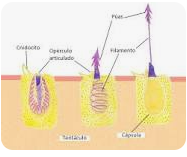 Púas
Cnidocito
Opérculo
articulado
Filamento
Tentáculo
Cápsula